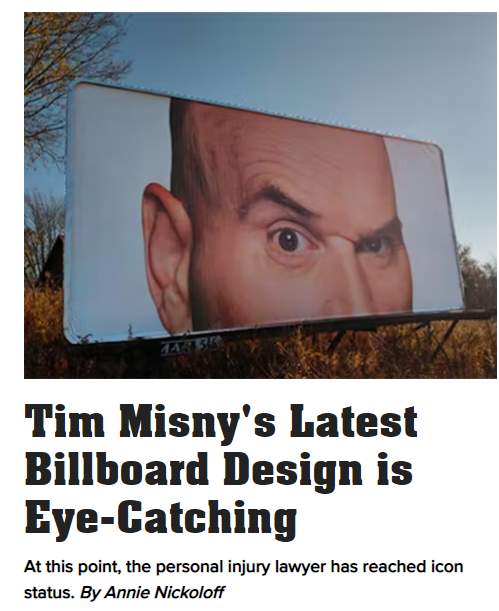 Tim Misny's Latest
Billboard Design is
Eye-Catching
At this point, the personal injury lawyer has reached icon
status. By Annie Nickoloff